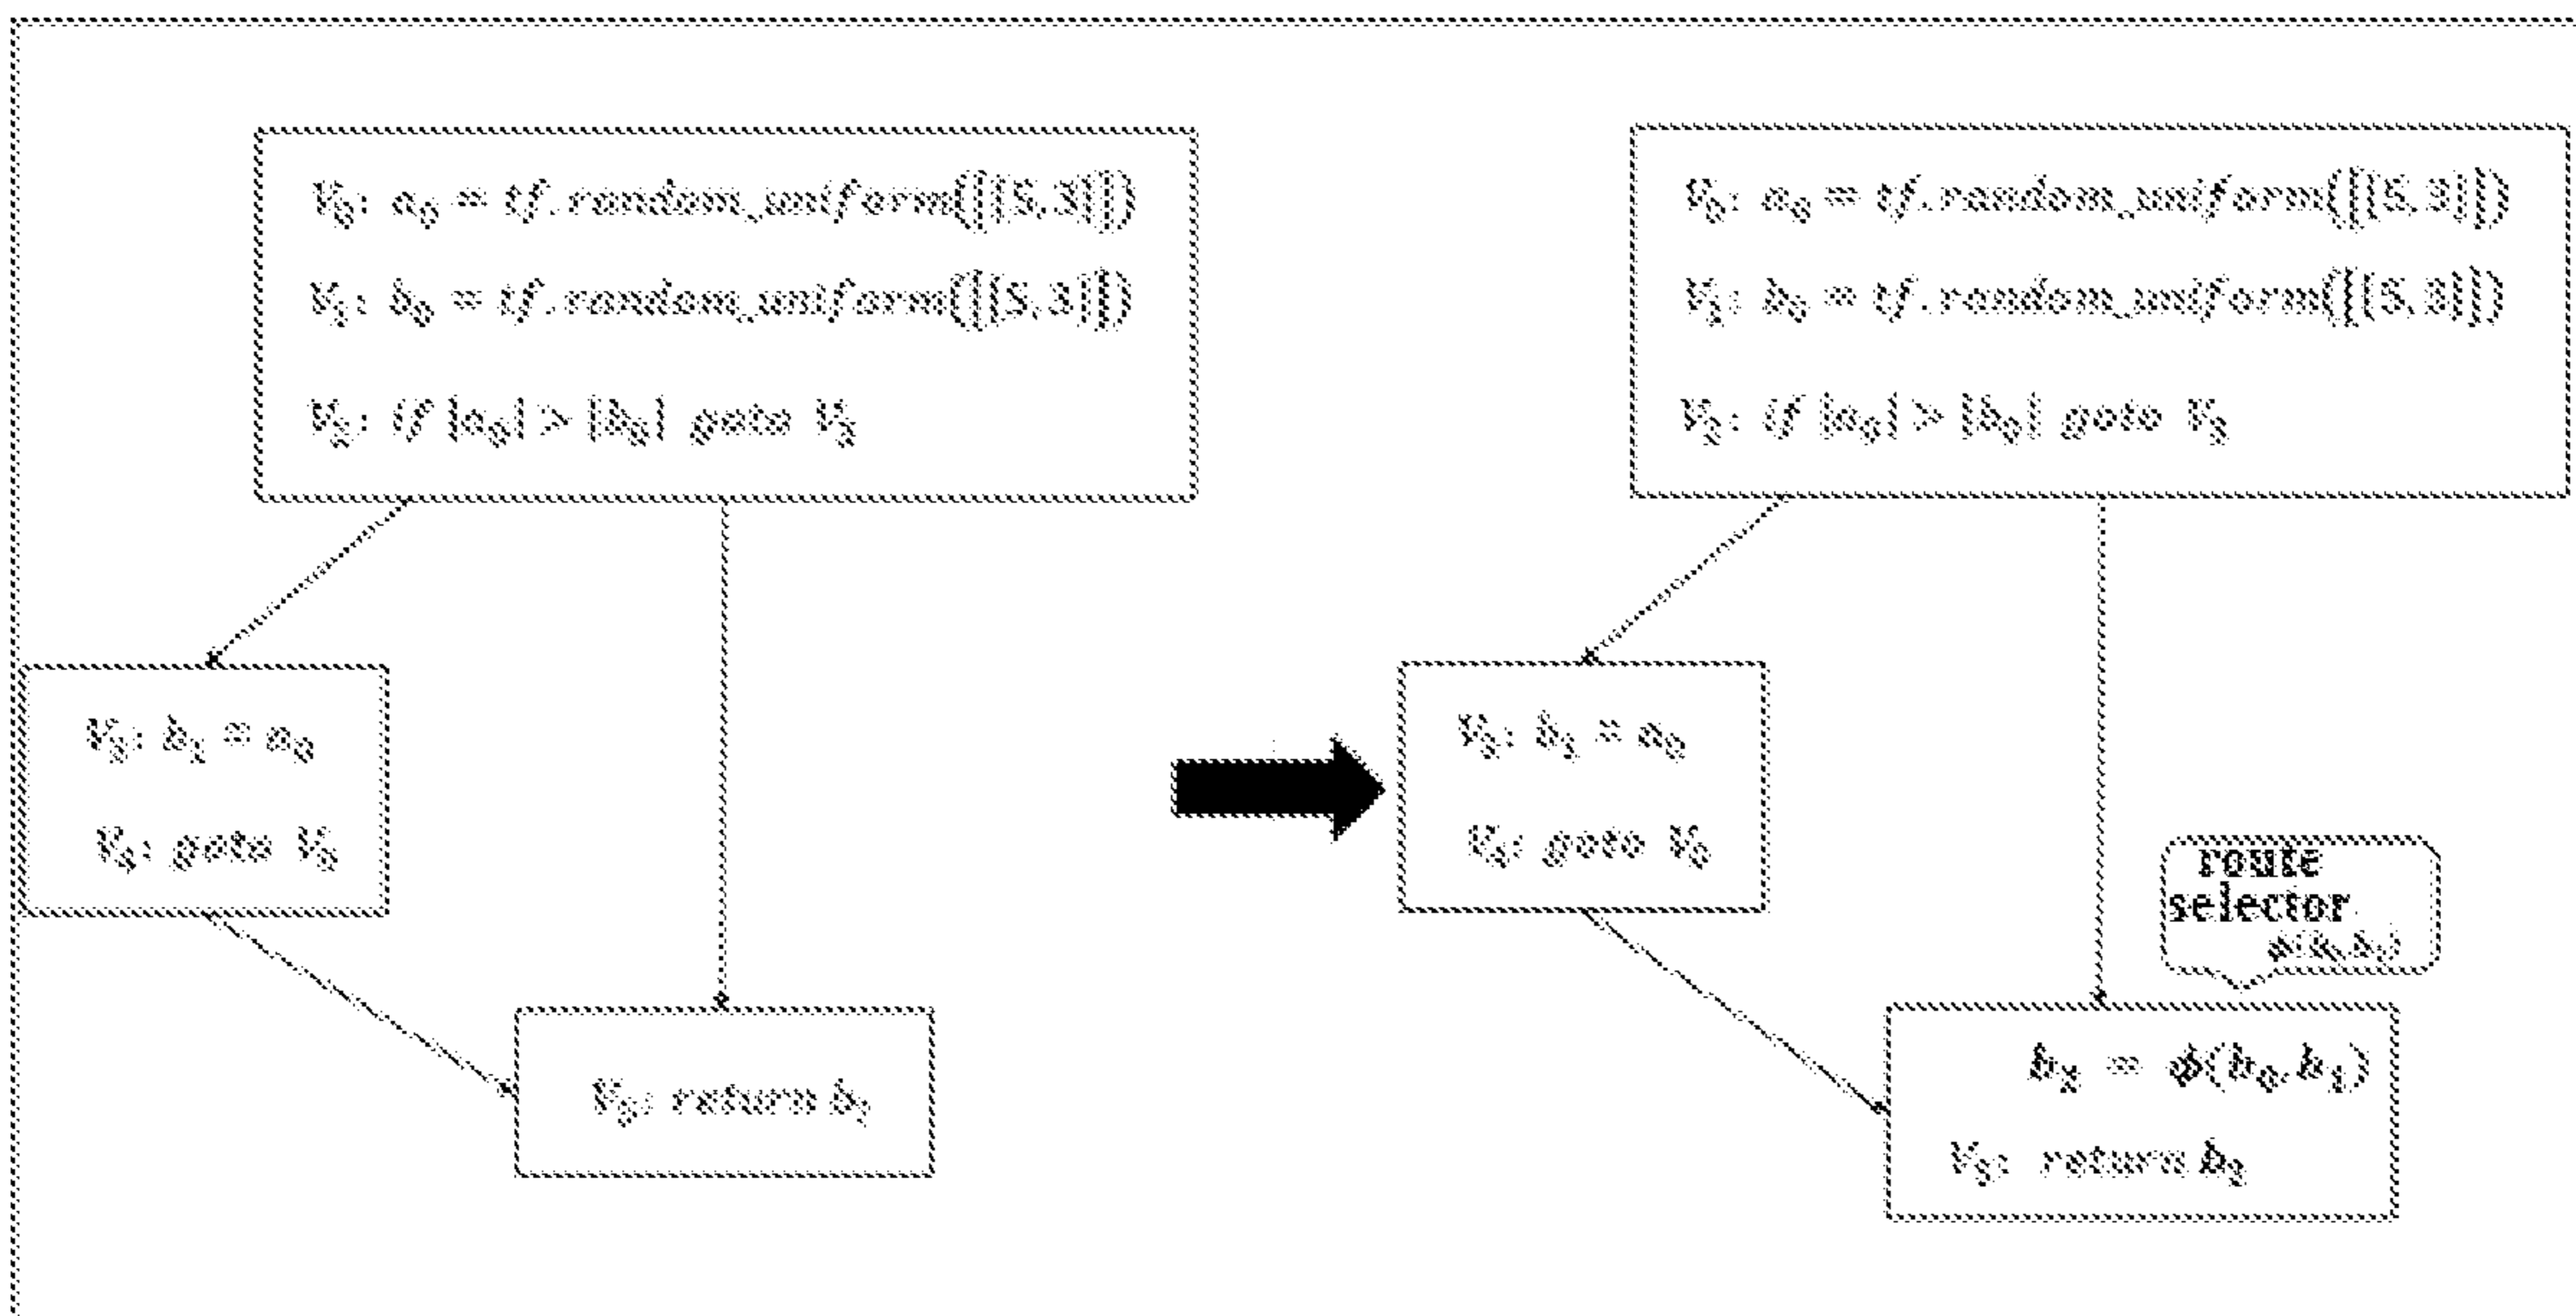 V₀: a₀ = tf.random_uniform([[5,3]])
V₁: b₀ = tf.random_uniform([[5,3]])
V₂: if |a₀| > |b₀| goto V₃
V₃: b₁ = a₀
V₄: goto V₅
V₅: return b₁
V₀: a₀ = tf.random_uniform([[5,3]])
V₁: b₀ = tf.random_uniform([[5,3]])
V₂: if |a₀| > |b₀| goto V₃
V₃: b₁ = a₀
V₄: goto V₅
route
selector
b₂ = ϕ(b₀,b₁)
V₅: return b₂